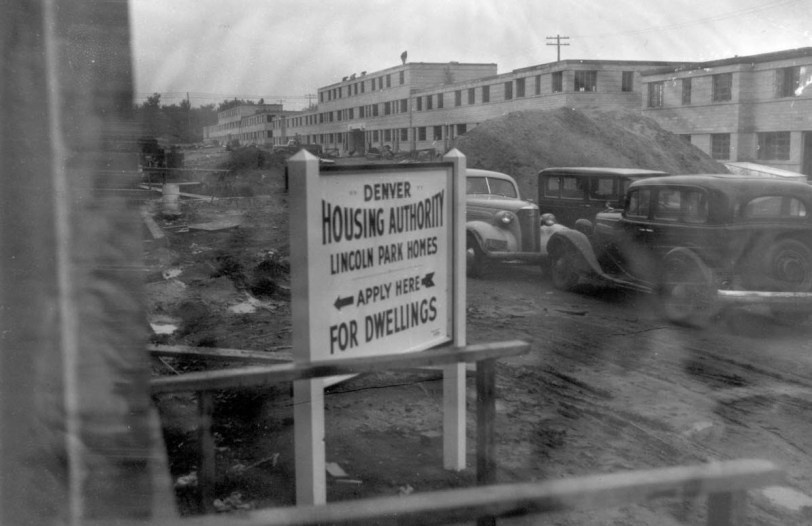 DENVER
HOUSING AUTHORITY
LINCOLN PARK HOMES
APPLY HERE
FOR DWELLINGS